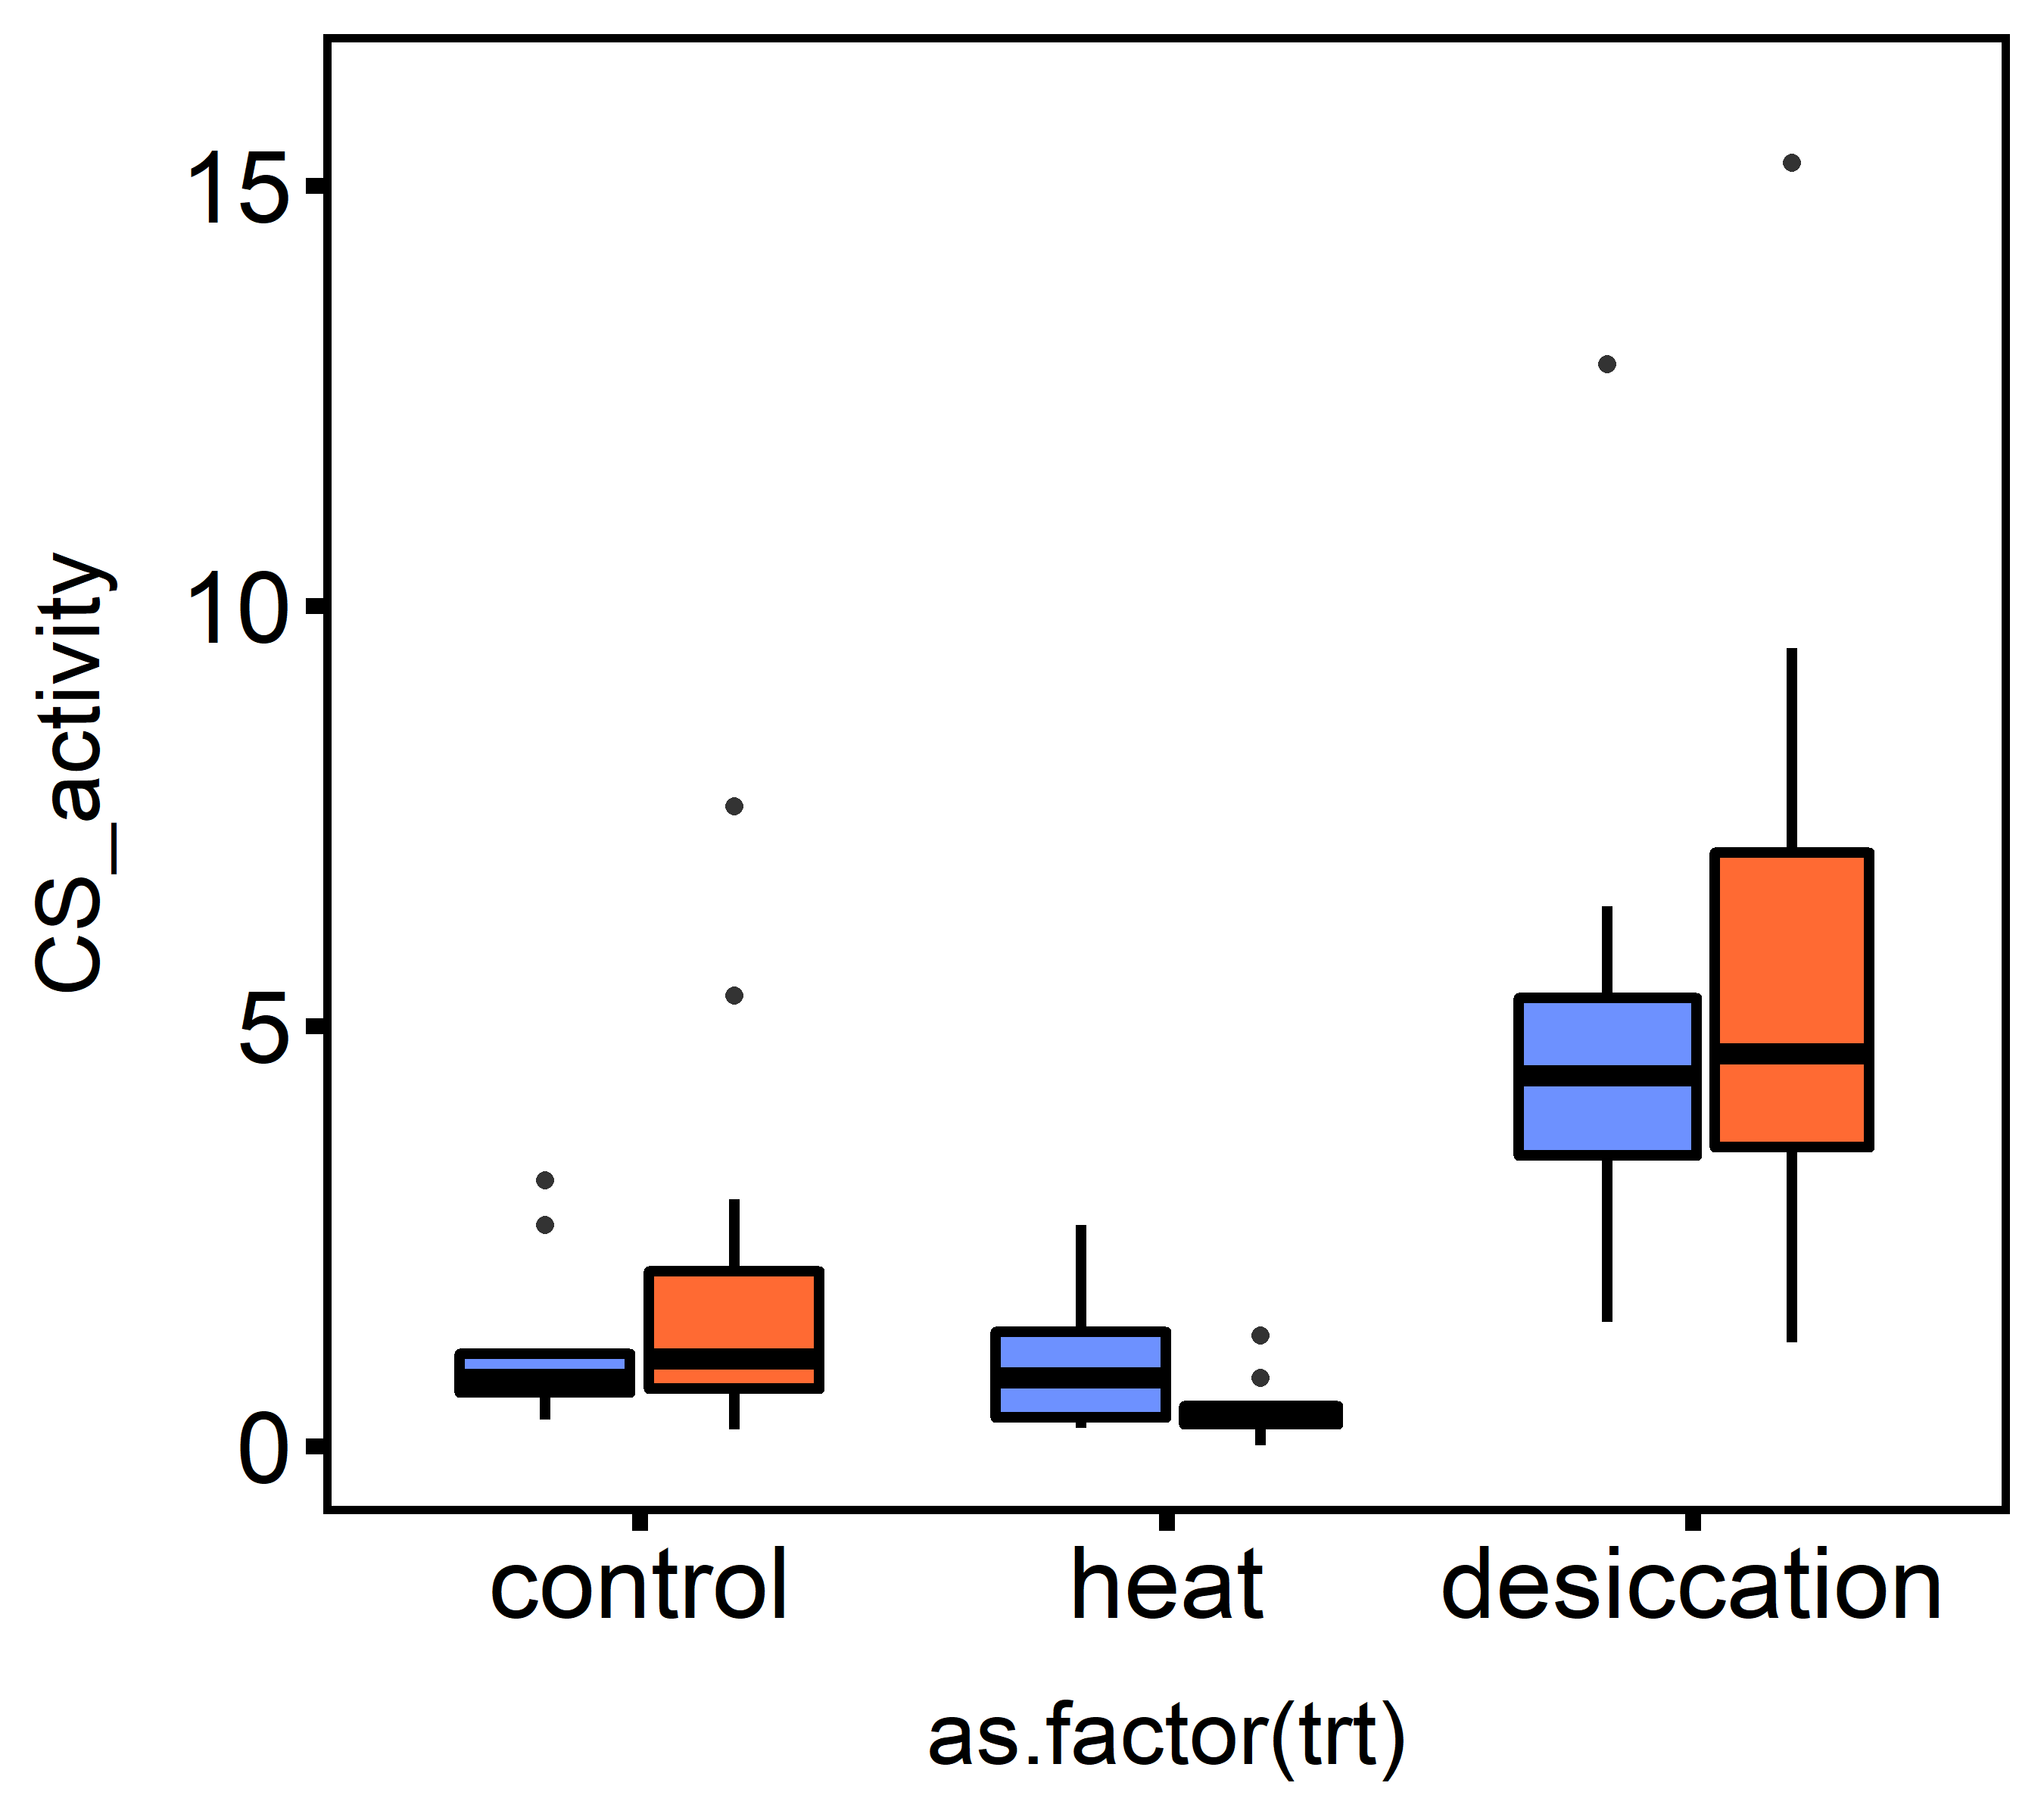 CS_activity
15
10
5
0
control heat desiccation
as.factor(trt)